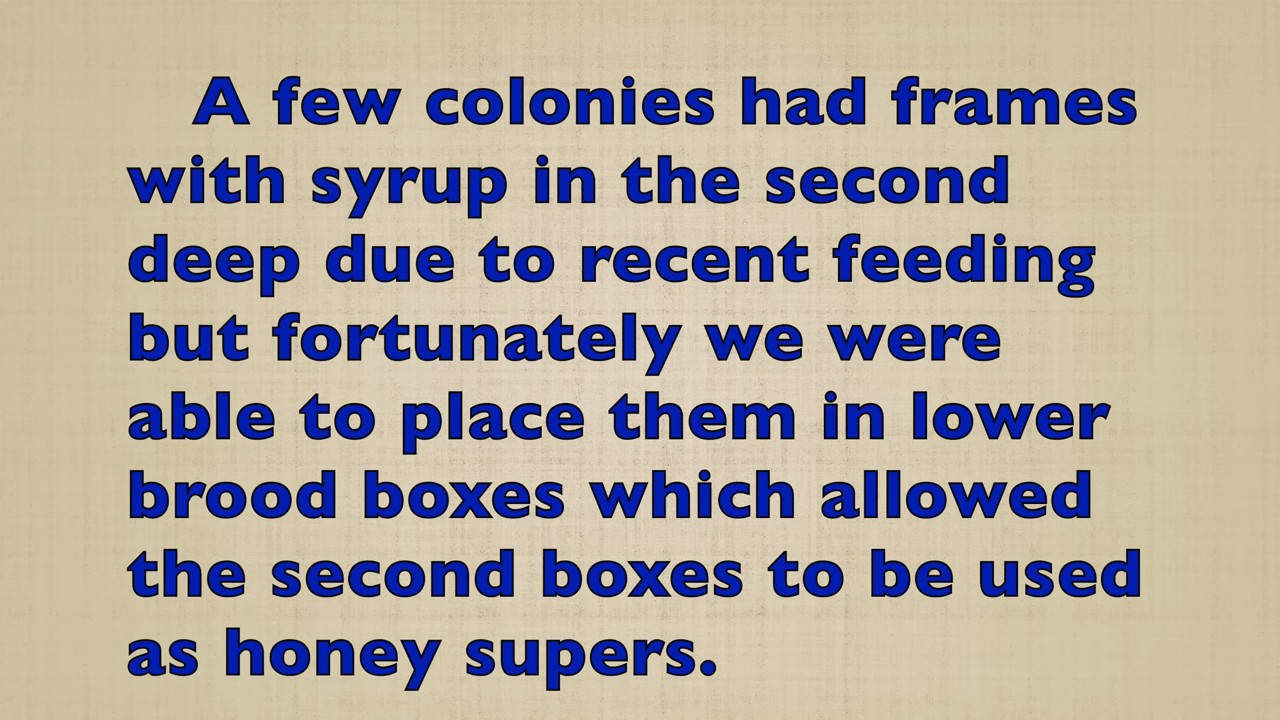 A few colonies had frames
with syrup in the second
deep due to recent feeding
but fortunately we were
able to place them in lower
brood boxes which allowed
the second boxes to be used
as honey supers.